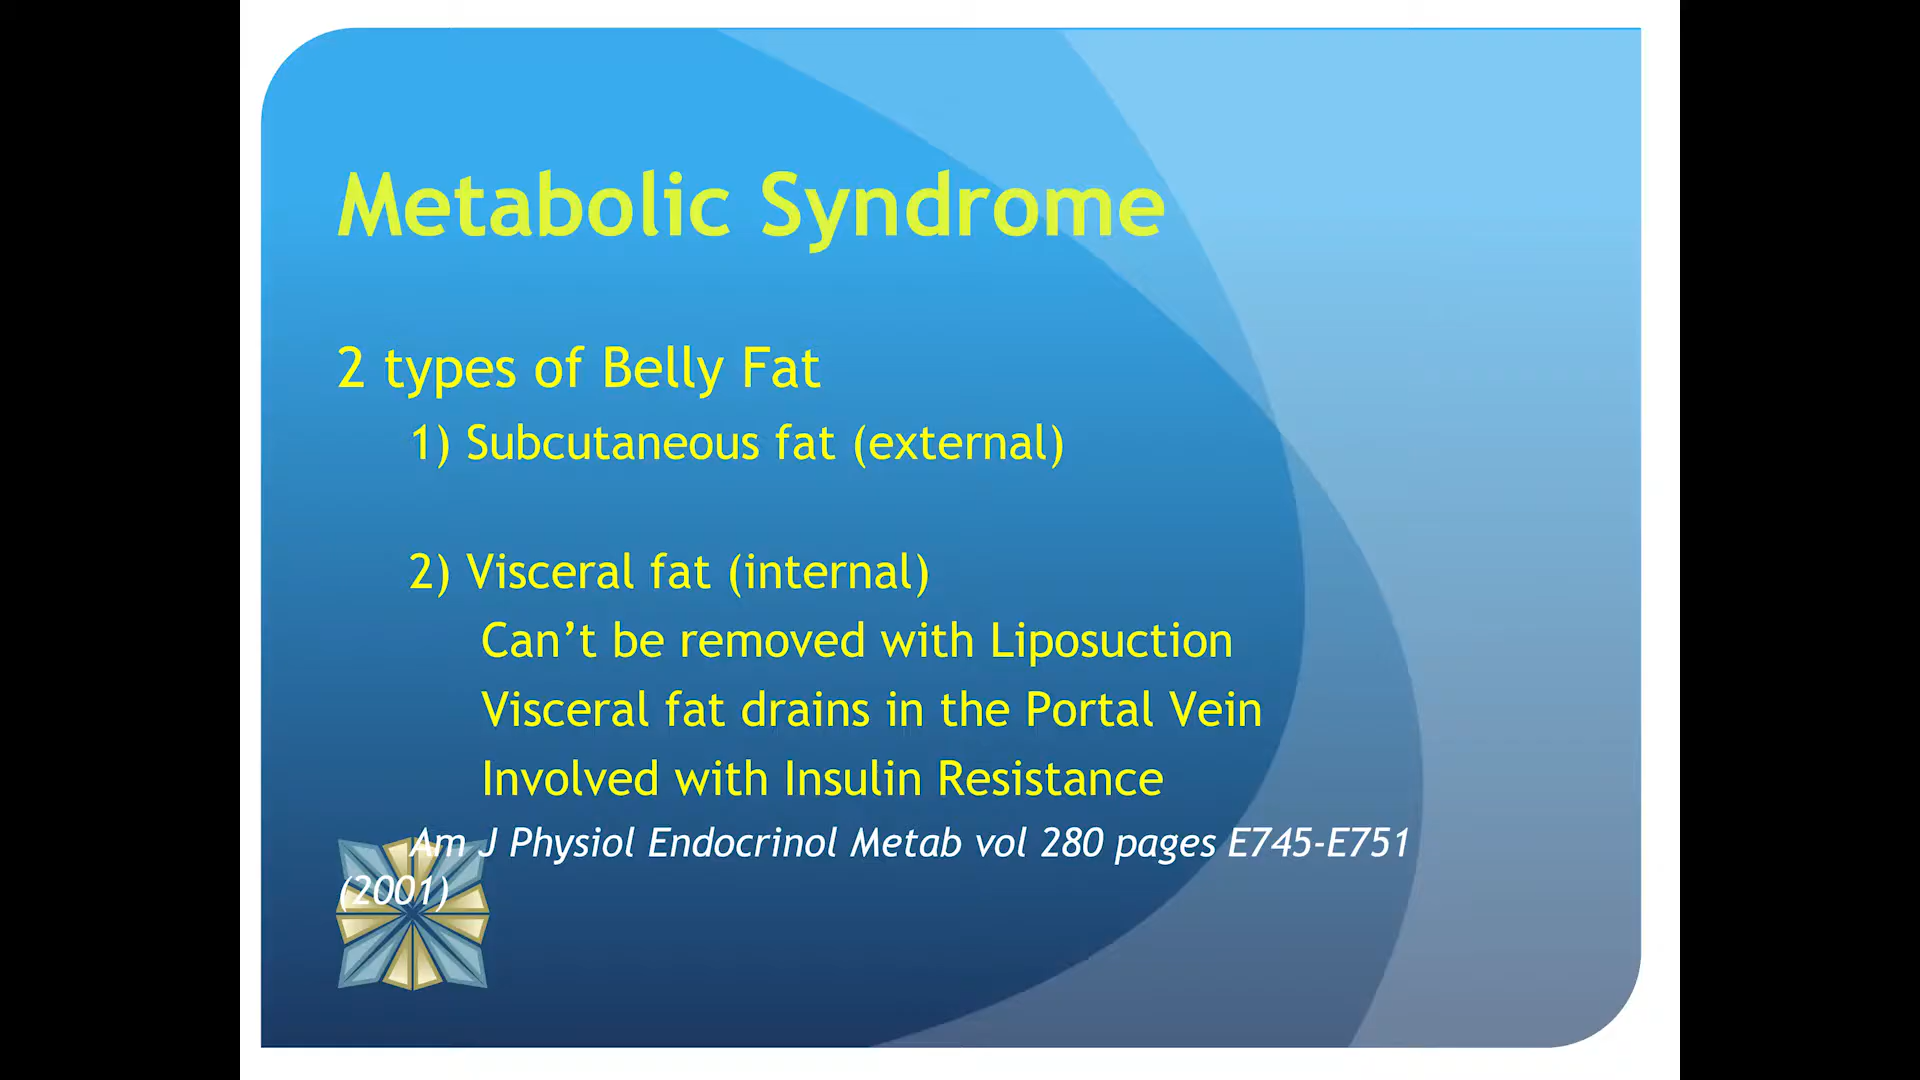 Metabolic Syndrome
2 types of Belly Fat
1) Subcutaneous fat (external)
2) Visceral fat (internal)
Can’t be removed with Liposuction
Visceral fat drains in the Portal Vein
Involved with Insulin Resistance
Am J Physiol Endocrinol Metab vol 280 pages E745-E751
(2001)